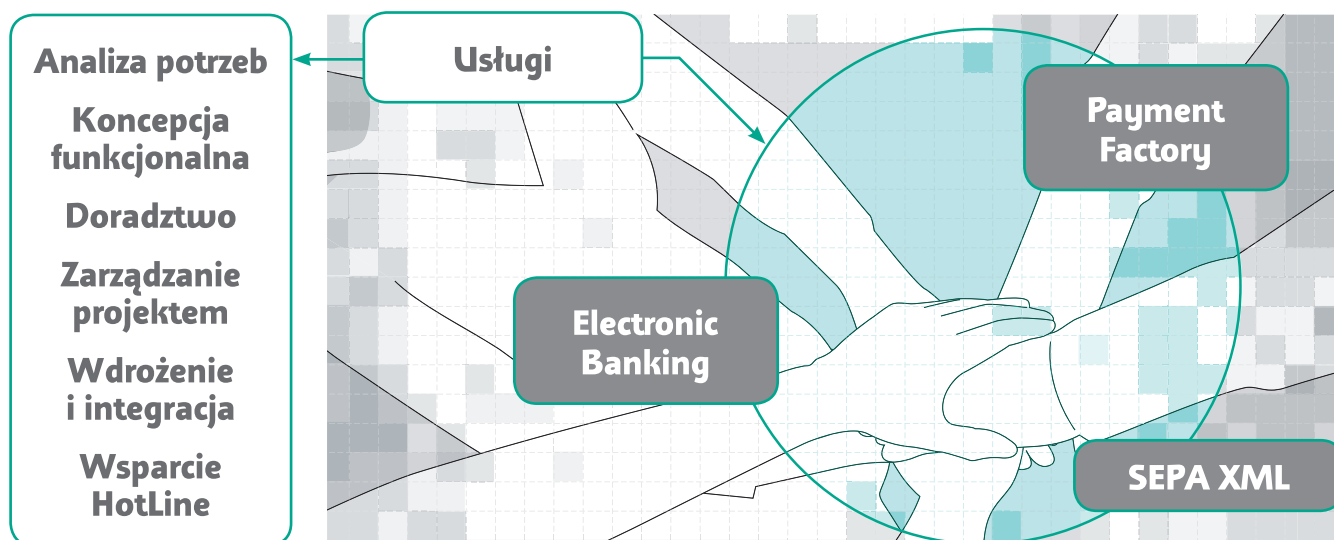 Analiza potrzeb
Koncepcja
funkcjonalna
Doradztwo
Zarządzanie
projektem
Wdrożenie
i integracja
Wsparcie
HotLine
Usługi
Payment
Factory
Electronic
Banking
SEPA XML